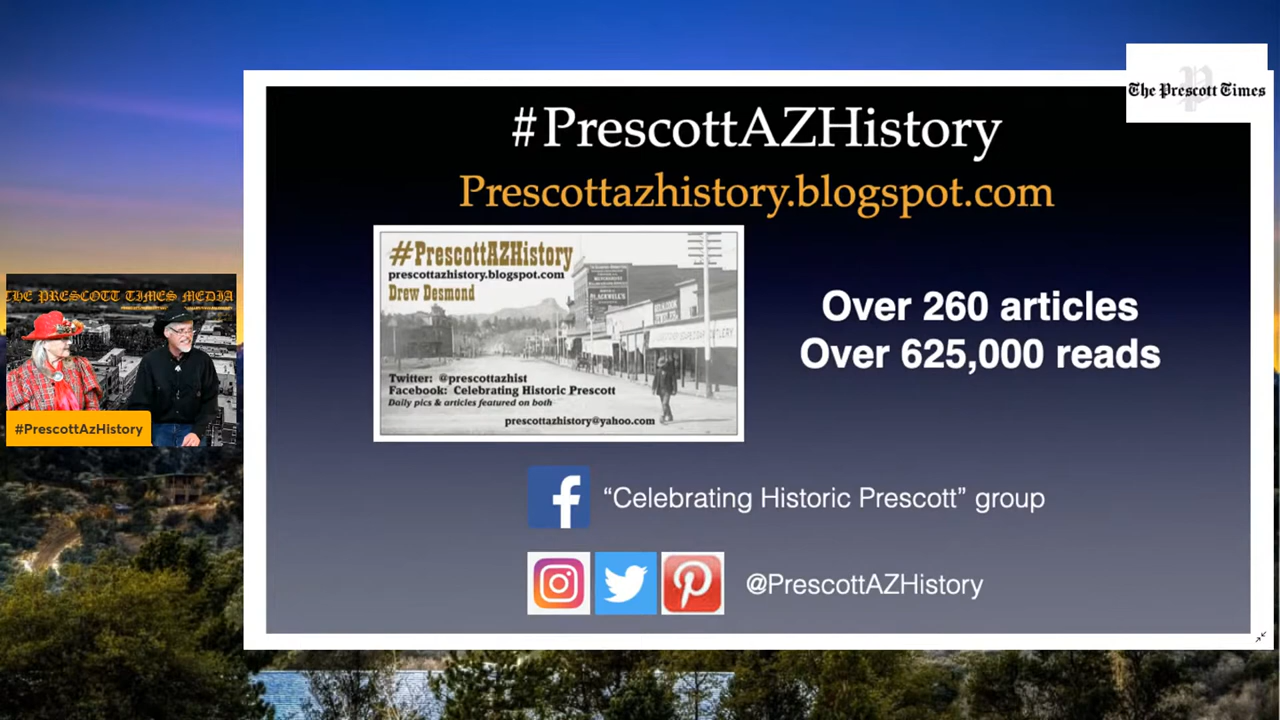 The Prescott Times
#PrescottAZHistory
Prescottazhistory.blogspot.com
#PrescottAZHistory
prescottazhistory.blogspot.com
Drew Desmond
BLACKWELL'S
Twitter: @prescottazhist
Facebook: Celebrating Historic Prescott
Daily pics & articles featured on both
prescottazhistory@yahoo.com
Over 260 articles
Over 625,000 reads
“Celebrating Historic Prescott” group
@PrescottAZHistory
THE PRESCOTT TIMES MEDIA
#PrescottAzHistory